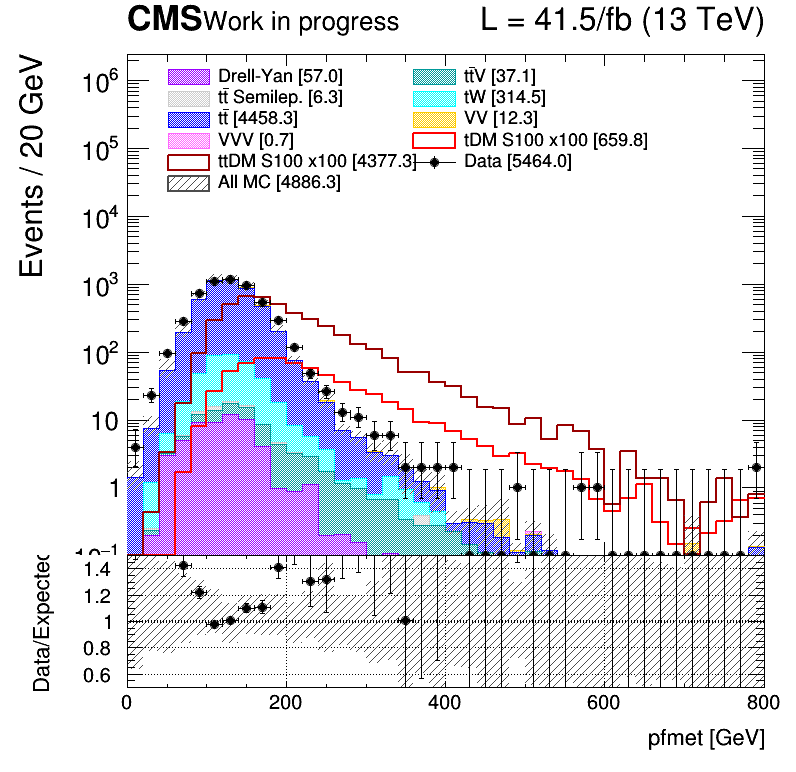 CMS Work in progress L = 41.5/fb (13 TeV)
Events / 20 GeV
Drell-Yan [57.0]
tt̄V [37.1]
tt̄ Semilep. [6.3]
tW [314.5]
tt̄ [4458.3]
VV [12.3]
VVV [0.7]
tDM S100 x100 [659.8]
ttDM S100 x100 [4377.3]
Data [5464.0]
All MC [4886.3]
10⁶
10⁵
10⁴
10³
10²
10
1
10⁻¹
Data/Expected
1.4
1.2
1
0.8
0.6
0 200 400 600 800
pfmet [GeV]